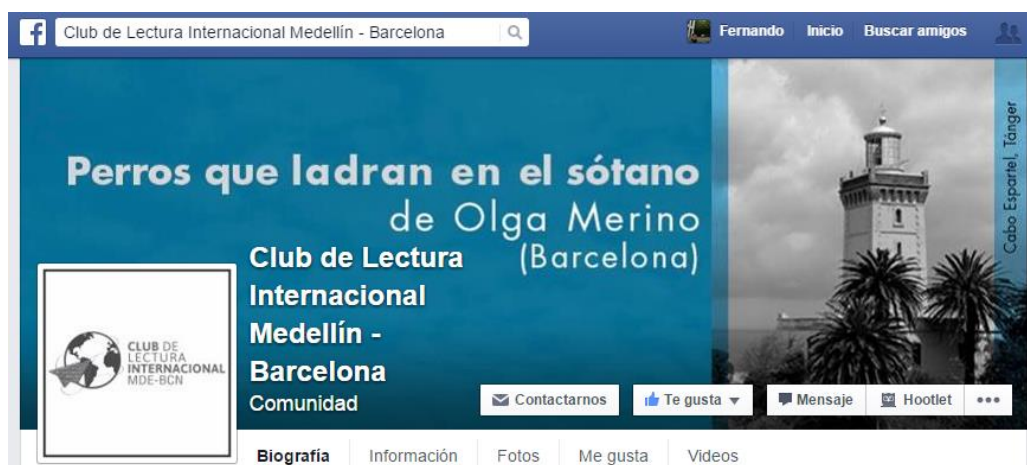 Club de Lectura Internacional Medellín - Barcelona
Fernando Inicio Buscar amigos
Perros que ladran en el sótano
de Olga Merino
(Barcelona)
Cabo Espartel, Tánger
Club de Lectura
Internacional
Medellín -
Barcelona
Comunidad
CLUB DE
LECTURA
INTERNACIONAL
MDE-BCN
Contactarnos Te gusta Mensaje Hootlet
Biografía Información Fotos Me gusta Videos